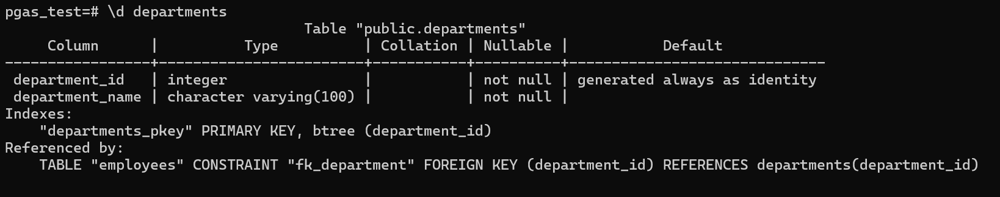 pgas_test=# \d departments
                                   Table "public.departments"
     Column      |          Type          | Collation | Nullable |           Default
-----------------+------------------------+-----------+----------+------------------------------
 department_id   | integer                |           | not null | generated always as identity
 department_name | character varying(100) |           | not null |
Indexes:
    "departments_pkey" PRIMARY KEY, btree (department_id)
Referenced by:
    TABLE "employees" CONSTRAINT "fk_department" FOREIGN KEY (department_id) REFERENCES departments(department_id)